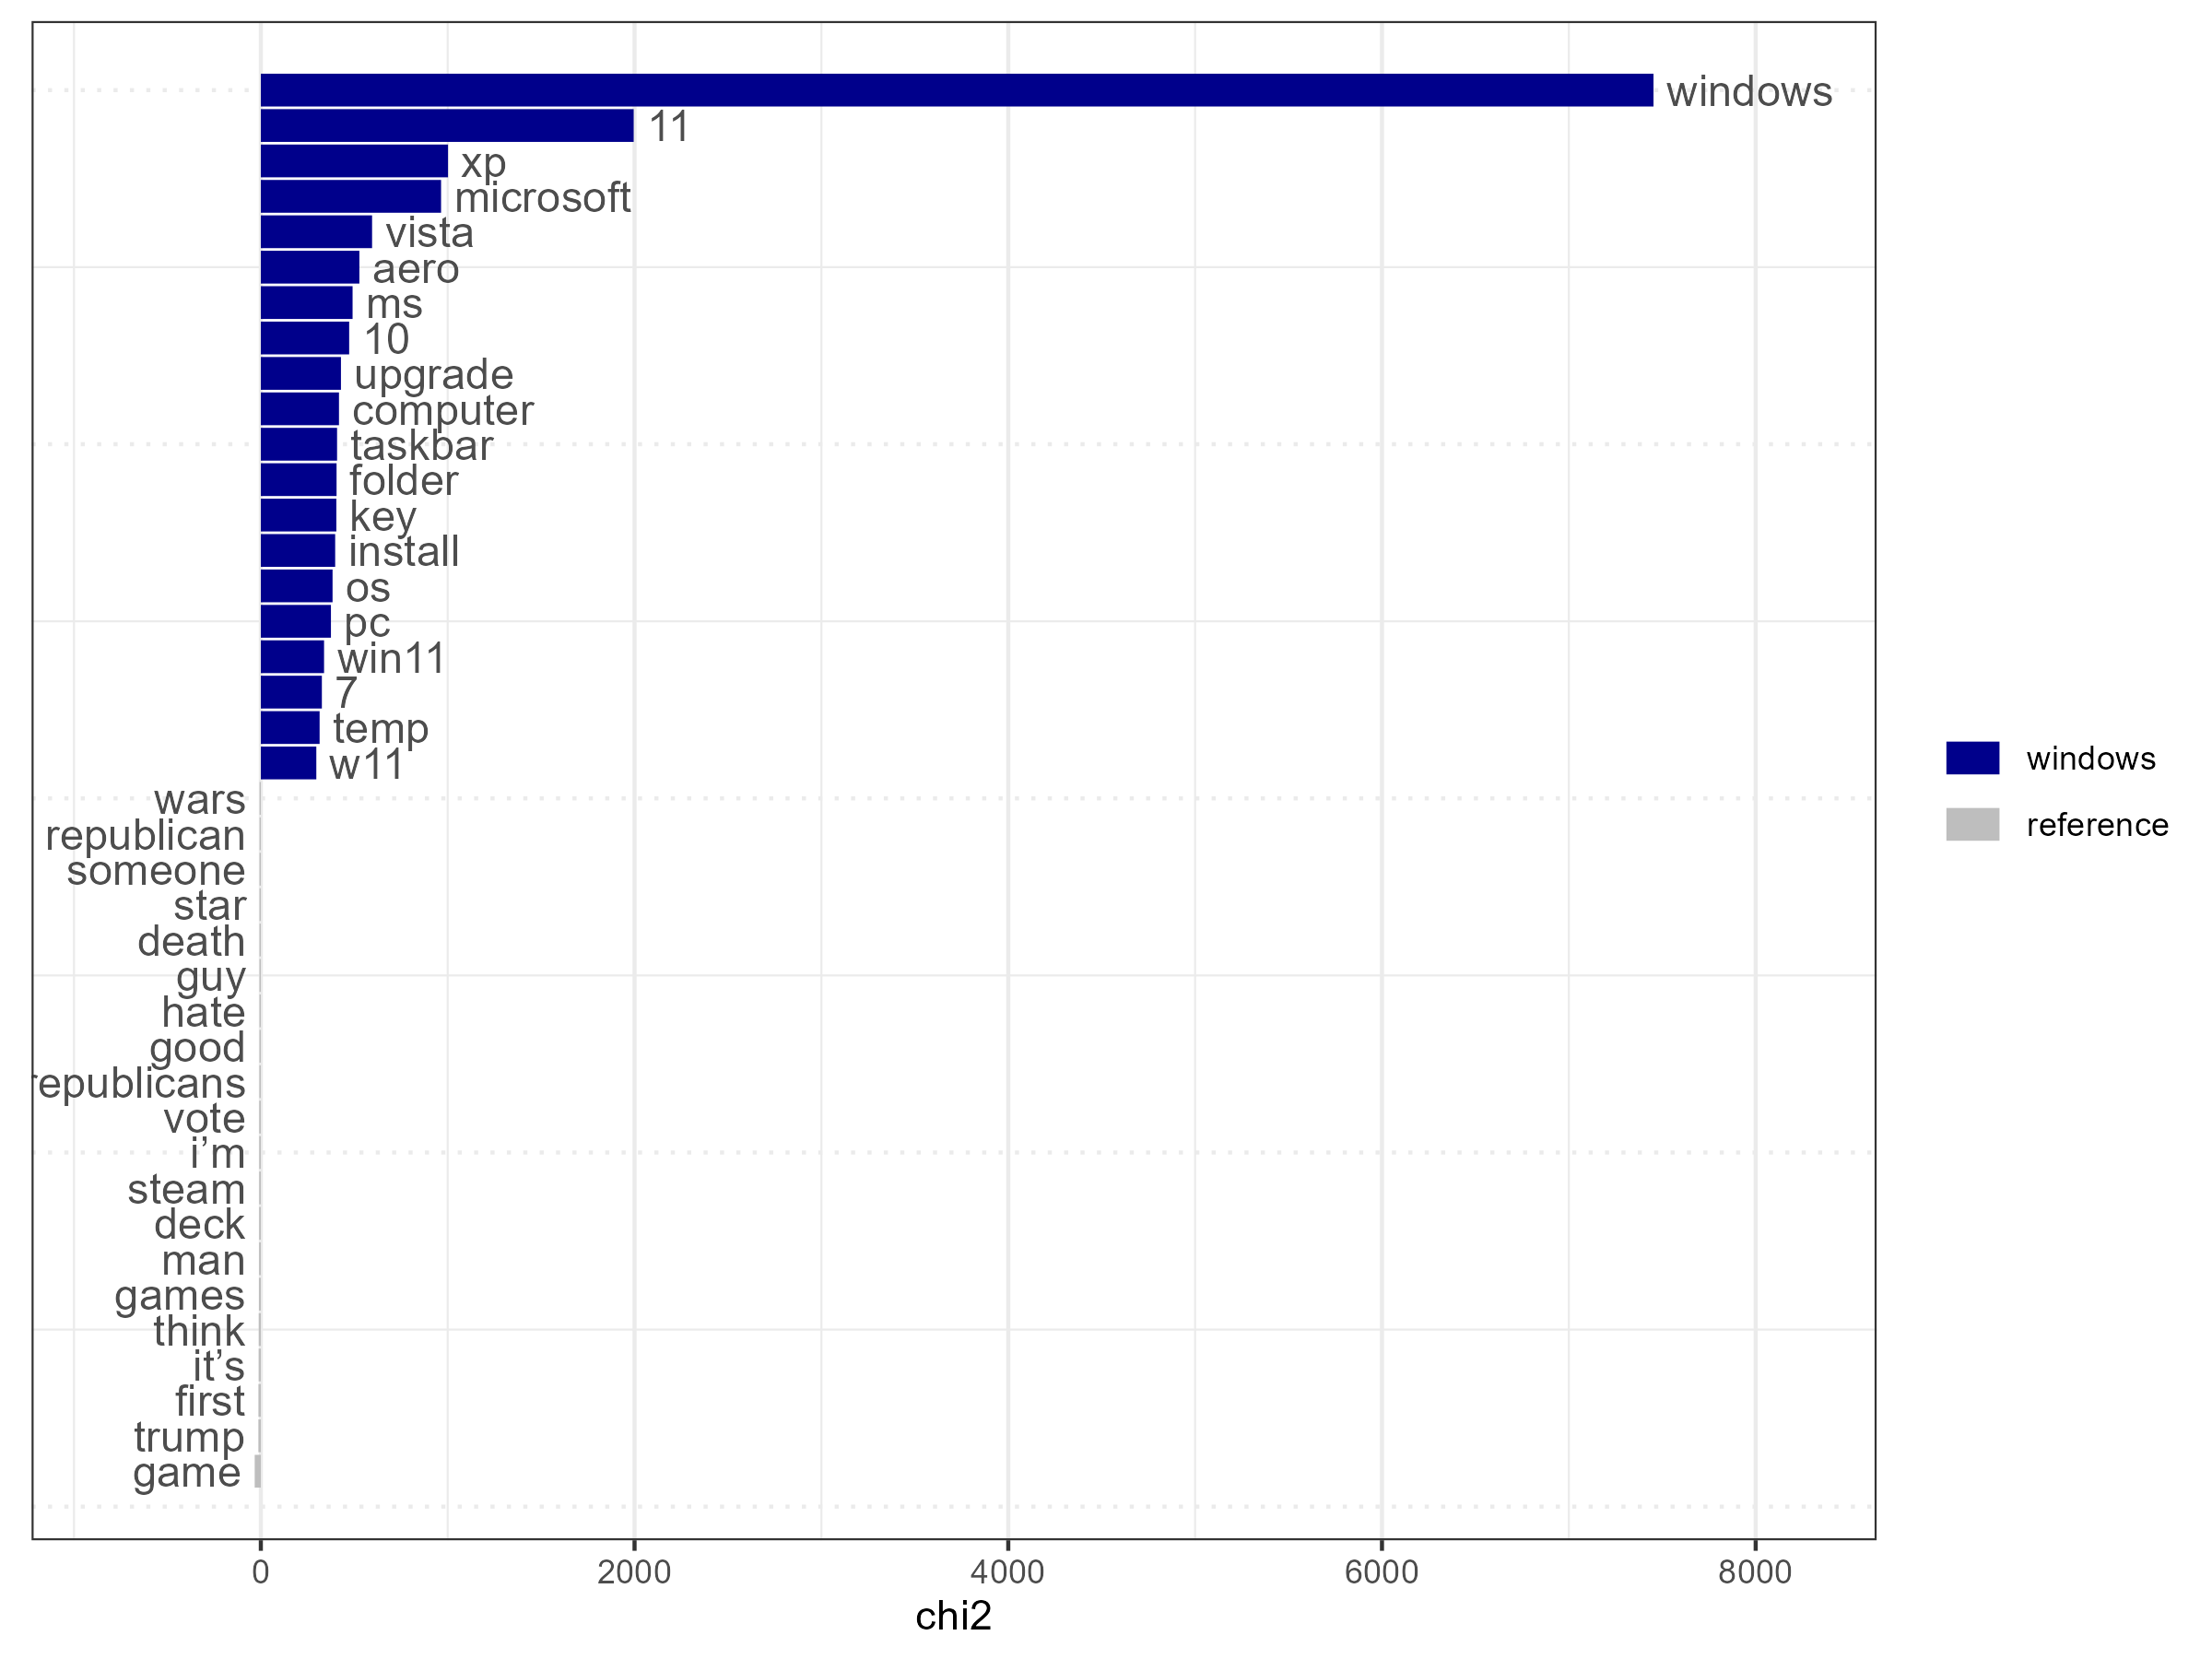 windows
11
xp
microsoft
vista
aero
ms
10
upgrade
computer
taskbar
folder
key
install
os
pc
win11
7
temp
w11
wars
republican
someone
star
death
guy
hate
good
republicans
vote
i’m
steam
deck
man
games
think
it’s
first
trump
game
0 2000 4000 6000 8000
chi2
windows
reference